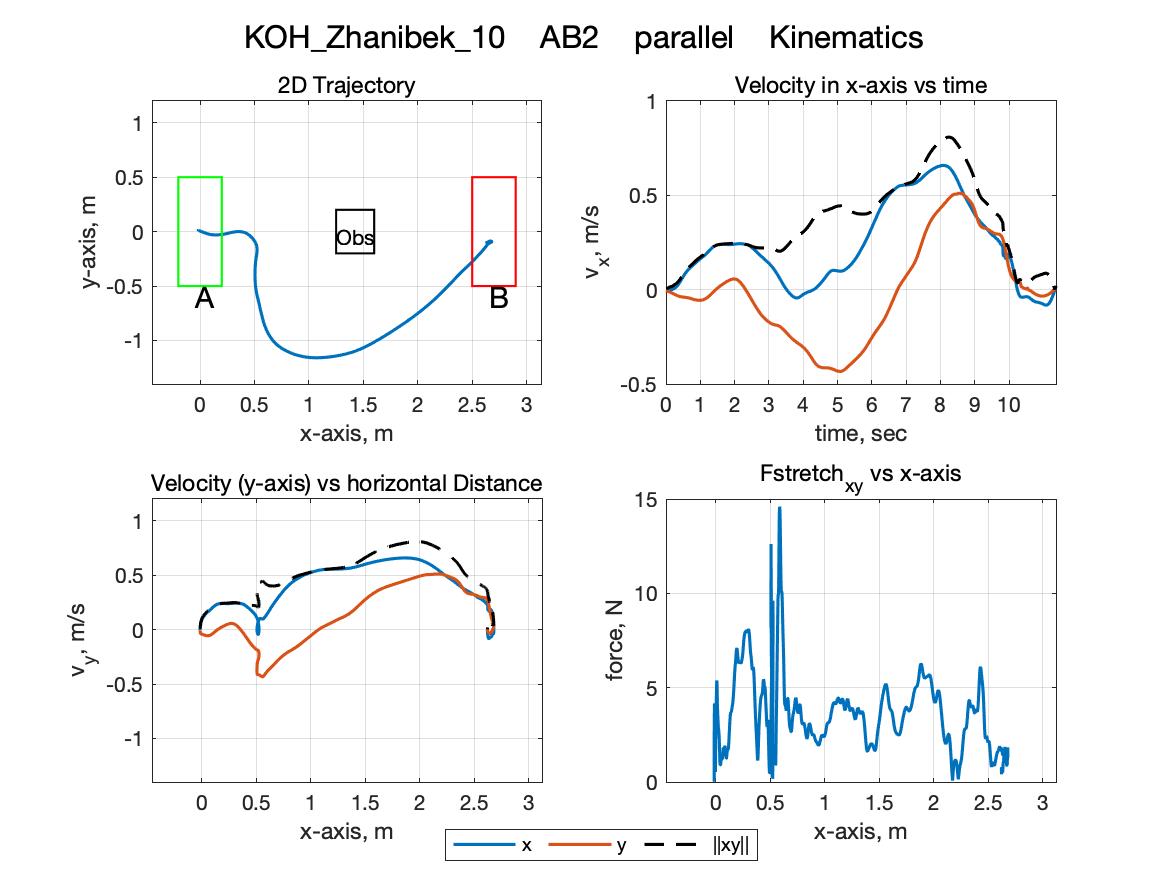 KOH_Zhanibek_10 AB2 parallel Kinematics
2D Trajectory
1
0.5
0
-0.5
-1
y-axis, m
A
Obs
B
0 0.5 1 1.5 2 2.5 3
x-axis, m
Velocity in x-axis vs time
1
0.5
0
-0.5
v_x, m/s
0 1 2 3 4 5 6 7 8 9 10
time, sec
Velocity (y-axis) vs horizontal Distance
1
0.5
0
-0.5
-1
v_y, m/s
0 0.5 1 1.5 2 2.5 3
x-axis, m
Fstretch_xy vs x-axis
15
10
5
0
force, N
0 0.5 1 1.5 2 2.5 3
x-axis, m
x y ||xy||